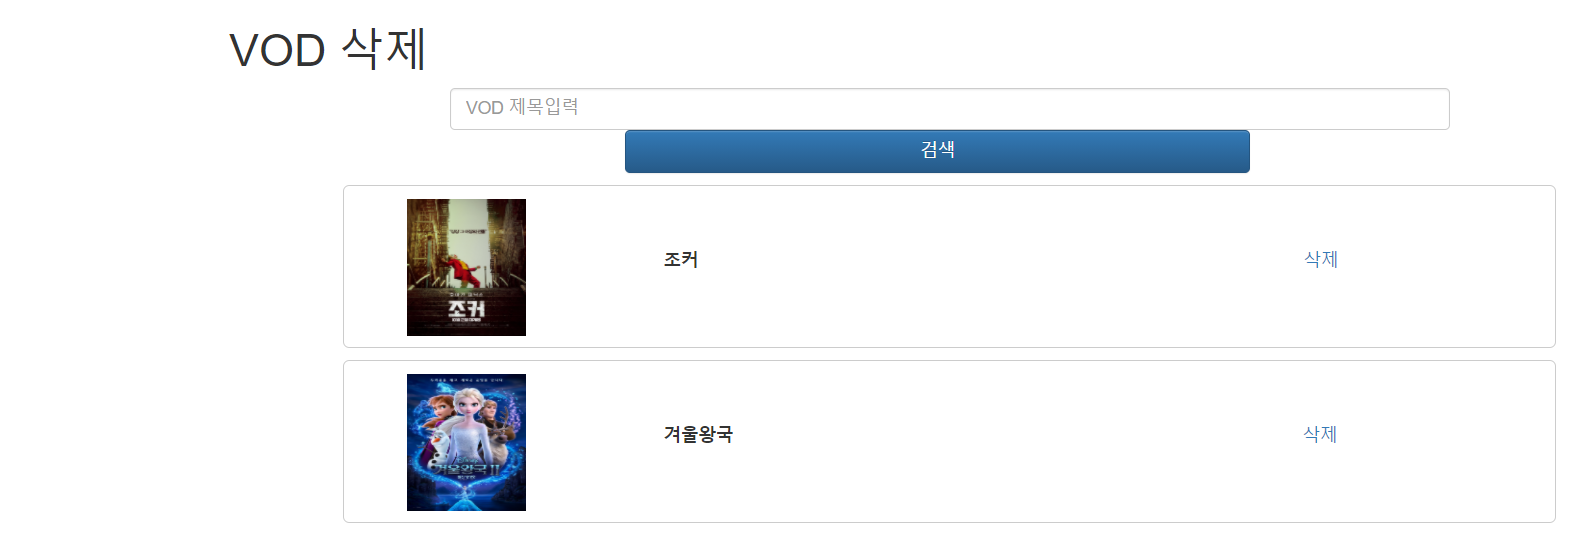 VOD 삭제
VOD 제목입력
검색
조커
조커
삭제
겨울왕국 II
겨울왕국
삭제